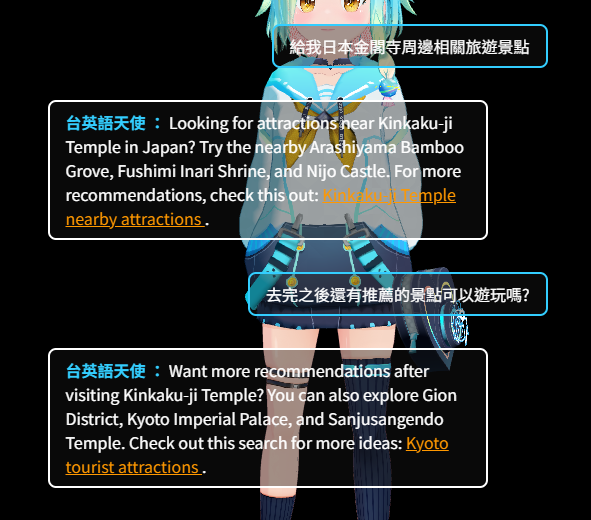 給我日本金閣寺周邊相關旅遊景點
台英語天使 ： Looking for attractions near Kinkaku-ji
Temple in Japan? Try the nearby Arashiyama Bamboo
Grove, Fushimi Inari Shrine, and Nijo Castle. For more
recommendations, check this out: Kinkaku-ji Temple
nearby attractions .
去完之後還有推薦的景點可以遊玩嗎?
台英語天使 ： Want more recommendations after
visiting Kinkaku-ji Temple? You can also explore Gion
District, Kyoto Imperial Palace, and Sanjusangendo
Temple. Check out this search for more ideas: Kyoto
tourist attractions .